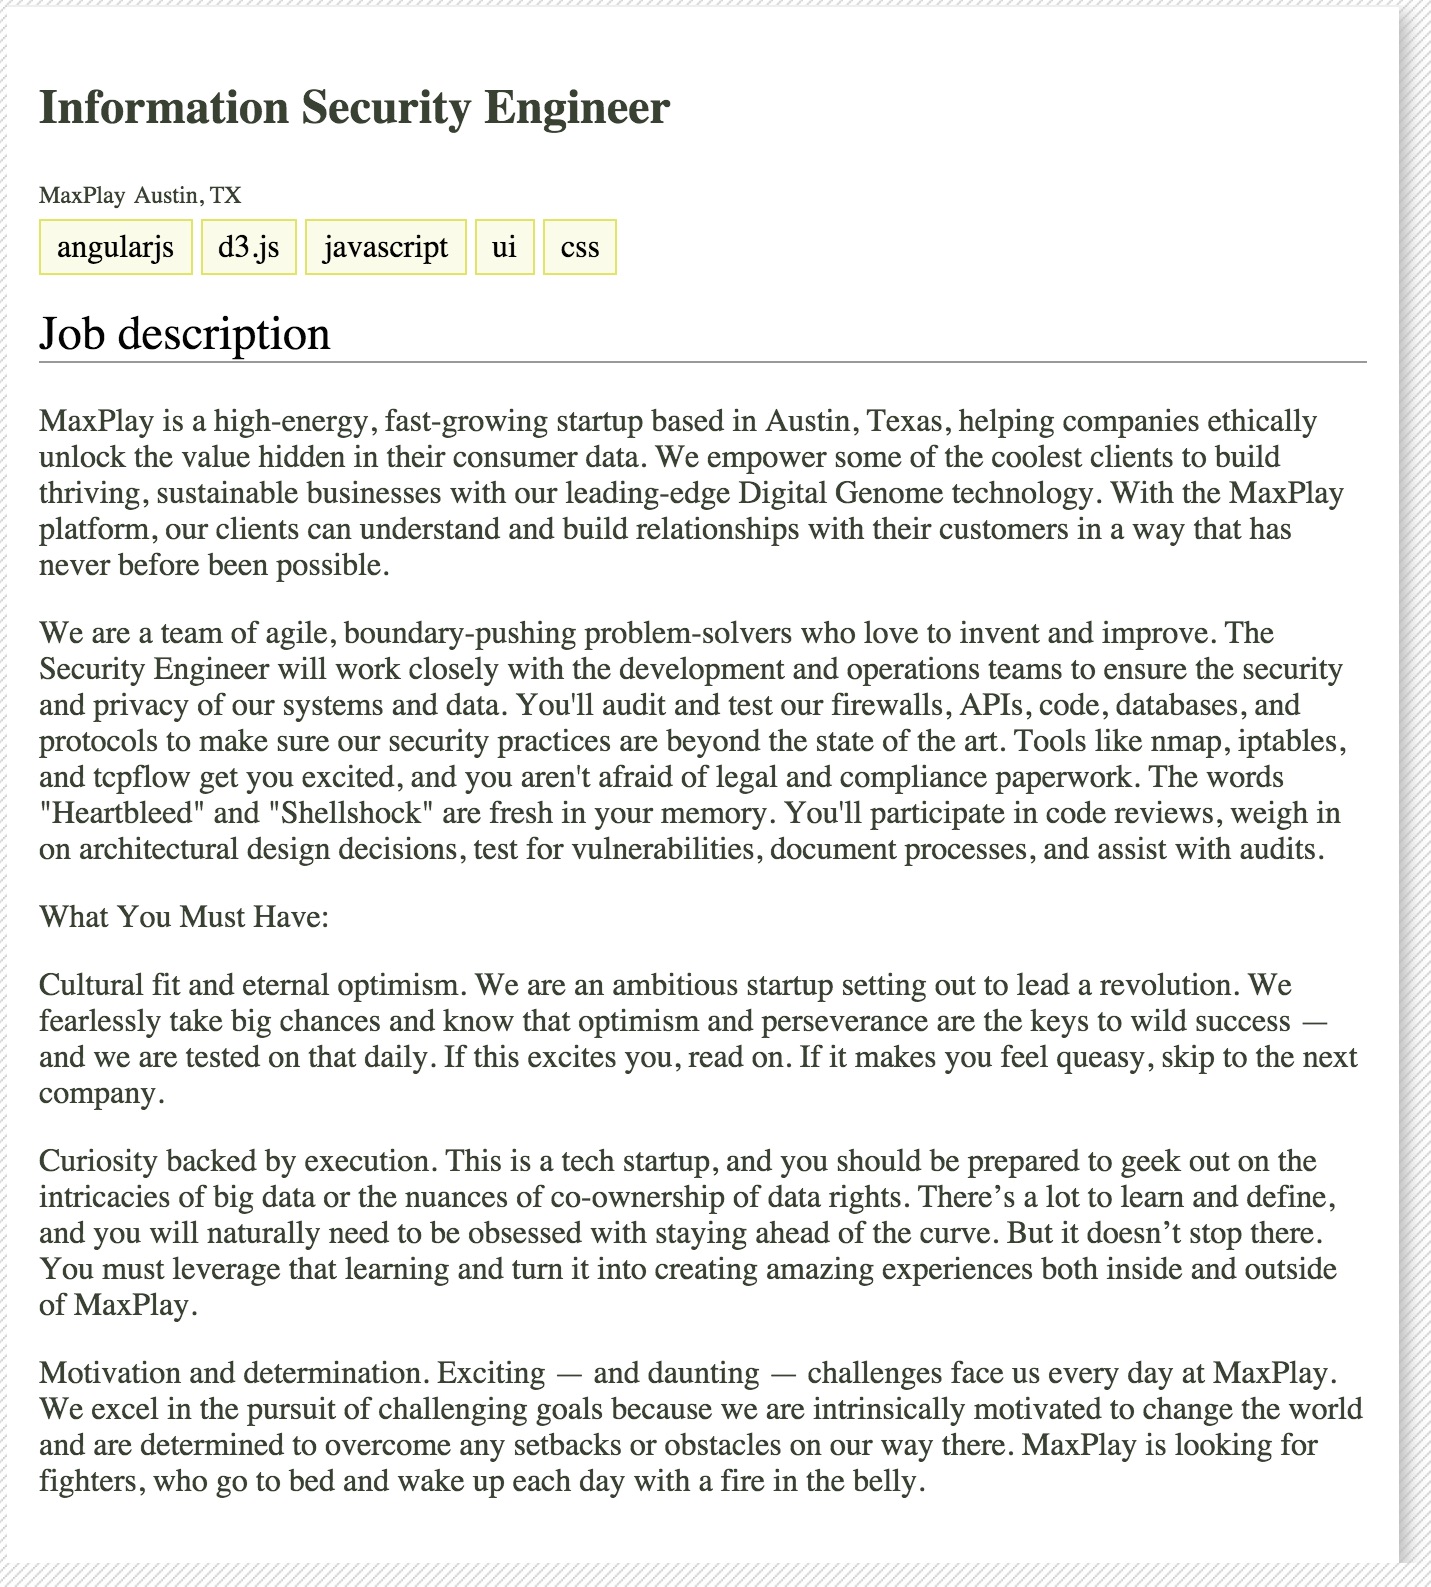 Information Security Engineer
MaxPlay Austin, TX
angularjs d3.js javascript ui css
Job description
MaxPlay is a high-energy, fast-growing startup based in Austin, Texas, helping companies ethically
unlock the value hidden in their consumer data. We empower some of the coolest clients to build
thriving, sustainable businesses with our leading-edge Digital Genome technology. With the MaxPlay
platform, our clients can understand and build relationships with their customers in a way that has
never before been possible.
We are a team of agile, boundary-pushing problem-solvers who love to invent and improve. The
Security Engineer will work closely with the development and operations teams to ensure the security
and privacy of our systems and data. You'll audit and test our firewalls, APIs, code, databases, and
protocols to make sure our security practices are beyond the state of the art. Tools like nmap, iptables,
and tcpflow get you excited, and you aren't afraid of legal and compliance paperwork. The words
"Heartbleed" and "Shellshock" are fresh in your memory. You'll participate in code reviews, weigh in
on architectural design decisions, test for vulnerabilities, document processes, and assist with audits.
What You Must Have:
Cultural fit and eternal optimism. We are an ambitious startup setting out to lead a revolution. We
fearlessly take big chances and know that optimism and perseverance are the keys to wild success —
and we are tested on that daily. If this excites you, read on. If it makes you feel queasy, skip to the next
company.
Curiosity backed by execution. This is a tech startup, and you should be prepared to geek out on the
intricacies of big data or the nuances of co-ownership of data rights. There’s a lot to learn and define,
and you will naturally need to be obsessed with staying ahead of the curve. But it doesn’t stop there.
You must leverage that learning and turn it into creating amazing experiences both inside and outside
of MaxPlay.
Motivation and determination. Exciting — and daunting — challenges face us every day at MaxPlay.
We excel in the pursuit of challenging goals because we are intrinsically motivated to change the world
and are determined to overcome any setbacks or obstacles on our way there. MaxPlay is looking for
fighters, who go to bed and wake up each day with a fire in the belly.